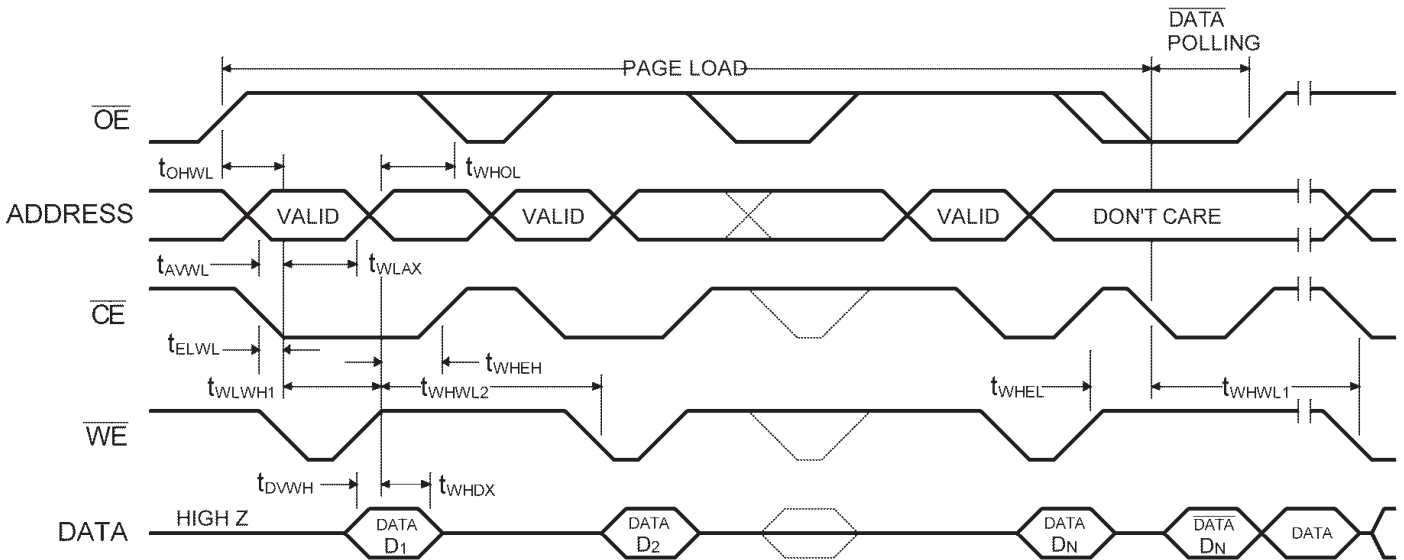 DATA
POLLING
PAGE LOAD
OE
tOHWL
tWHOL
ADDRESS
VALID
VALID
VALID
DON'T CARE
tAVWL
tWLAX
CE
tELWL
tWHEH
tWLWH1
tWHWL2
tWHEL
tWHWL1
WE
tDVWH
tWHDX
DATA
HIGH Z
DATA
D1
DATA
D2
DATA
DN
DATA
DN
DATA